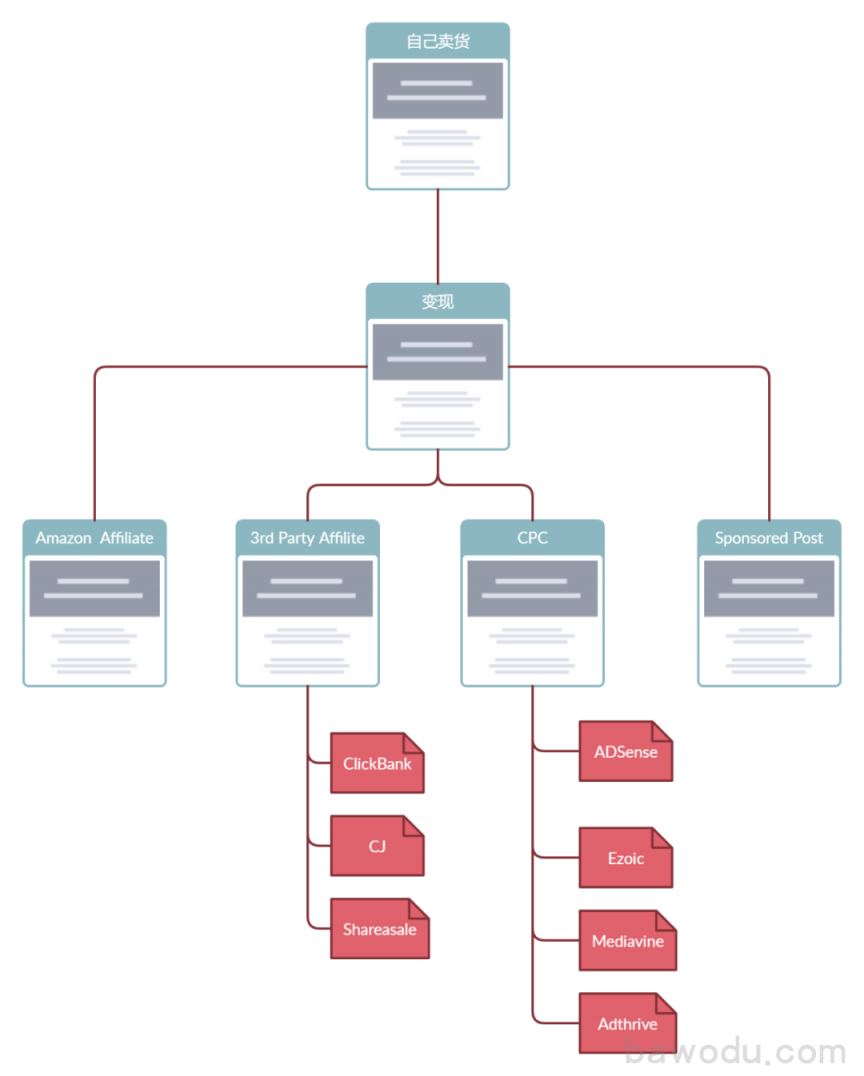 自己卖货
变现
Amazon Affiliate
3rd Party Affilite
CPC
Sponsored Post
ClickBank
CJ
Shareasale
ADSense
Ezoic
Mediavine
Adthrive
bawodu.com